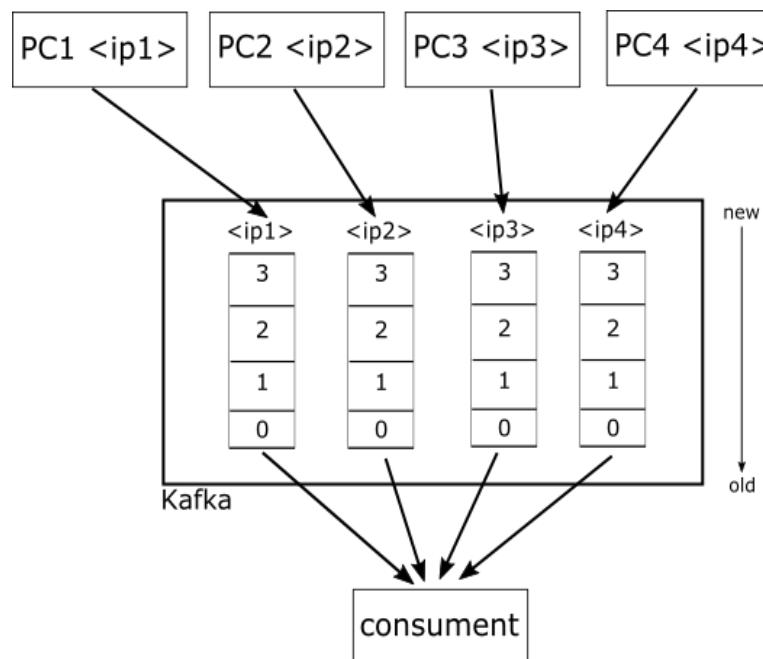 PC1 <ip1>
PC2 <ip2>
PC3 <ip3>
PC4 <ip4>
new
<ip1>
<ip2>
<ip3>
<ip4>
3
3
3
3
2
2
2
2
1
1
1
1
0
0
0
0
old
Kafka
consument